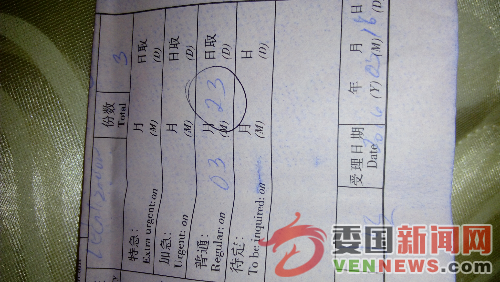 份数 3
Total
特急： 月 日取
Extra urgent: on (M) (D)
加急： 月 日取
Urgent: on (M) (D)
普通： 03 月 23 日取
Regular: on (M) (D)
待定： 月 日
To be inquired: on (M) (D)
受理日期 年 月 16 日
Date (Y) (M) (D)
委国新闻网
VENNEWS.COM